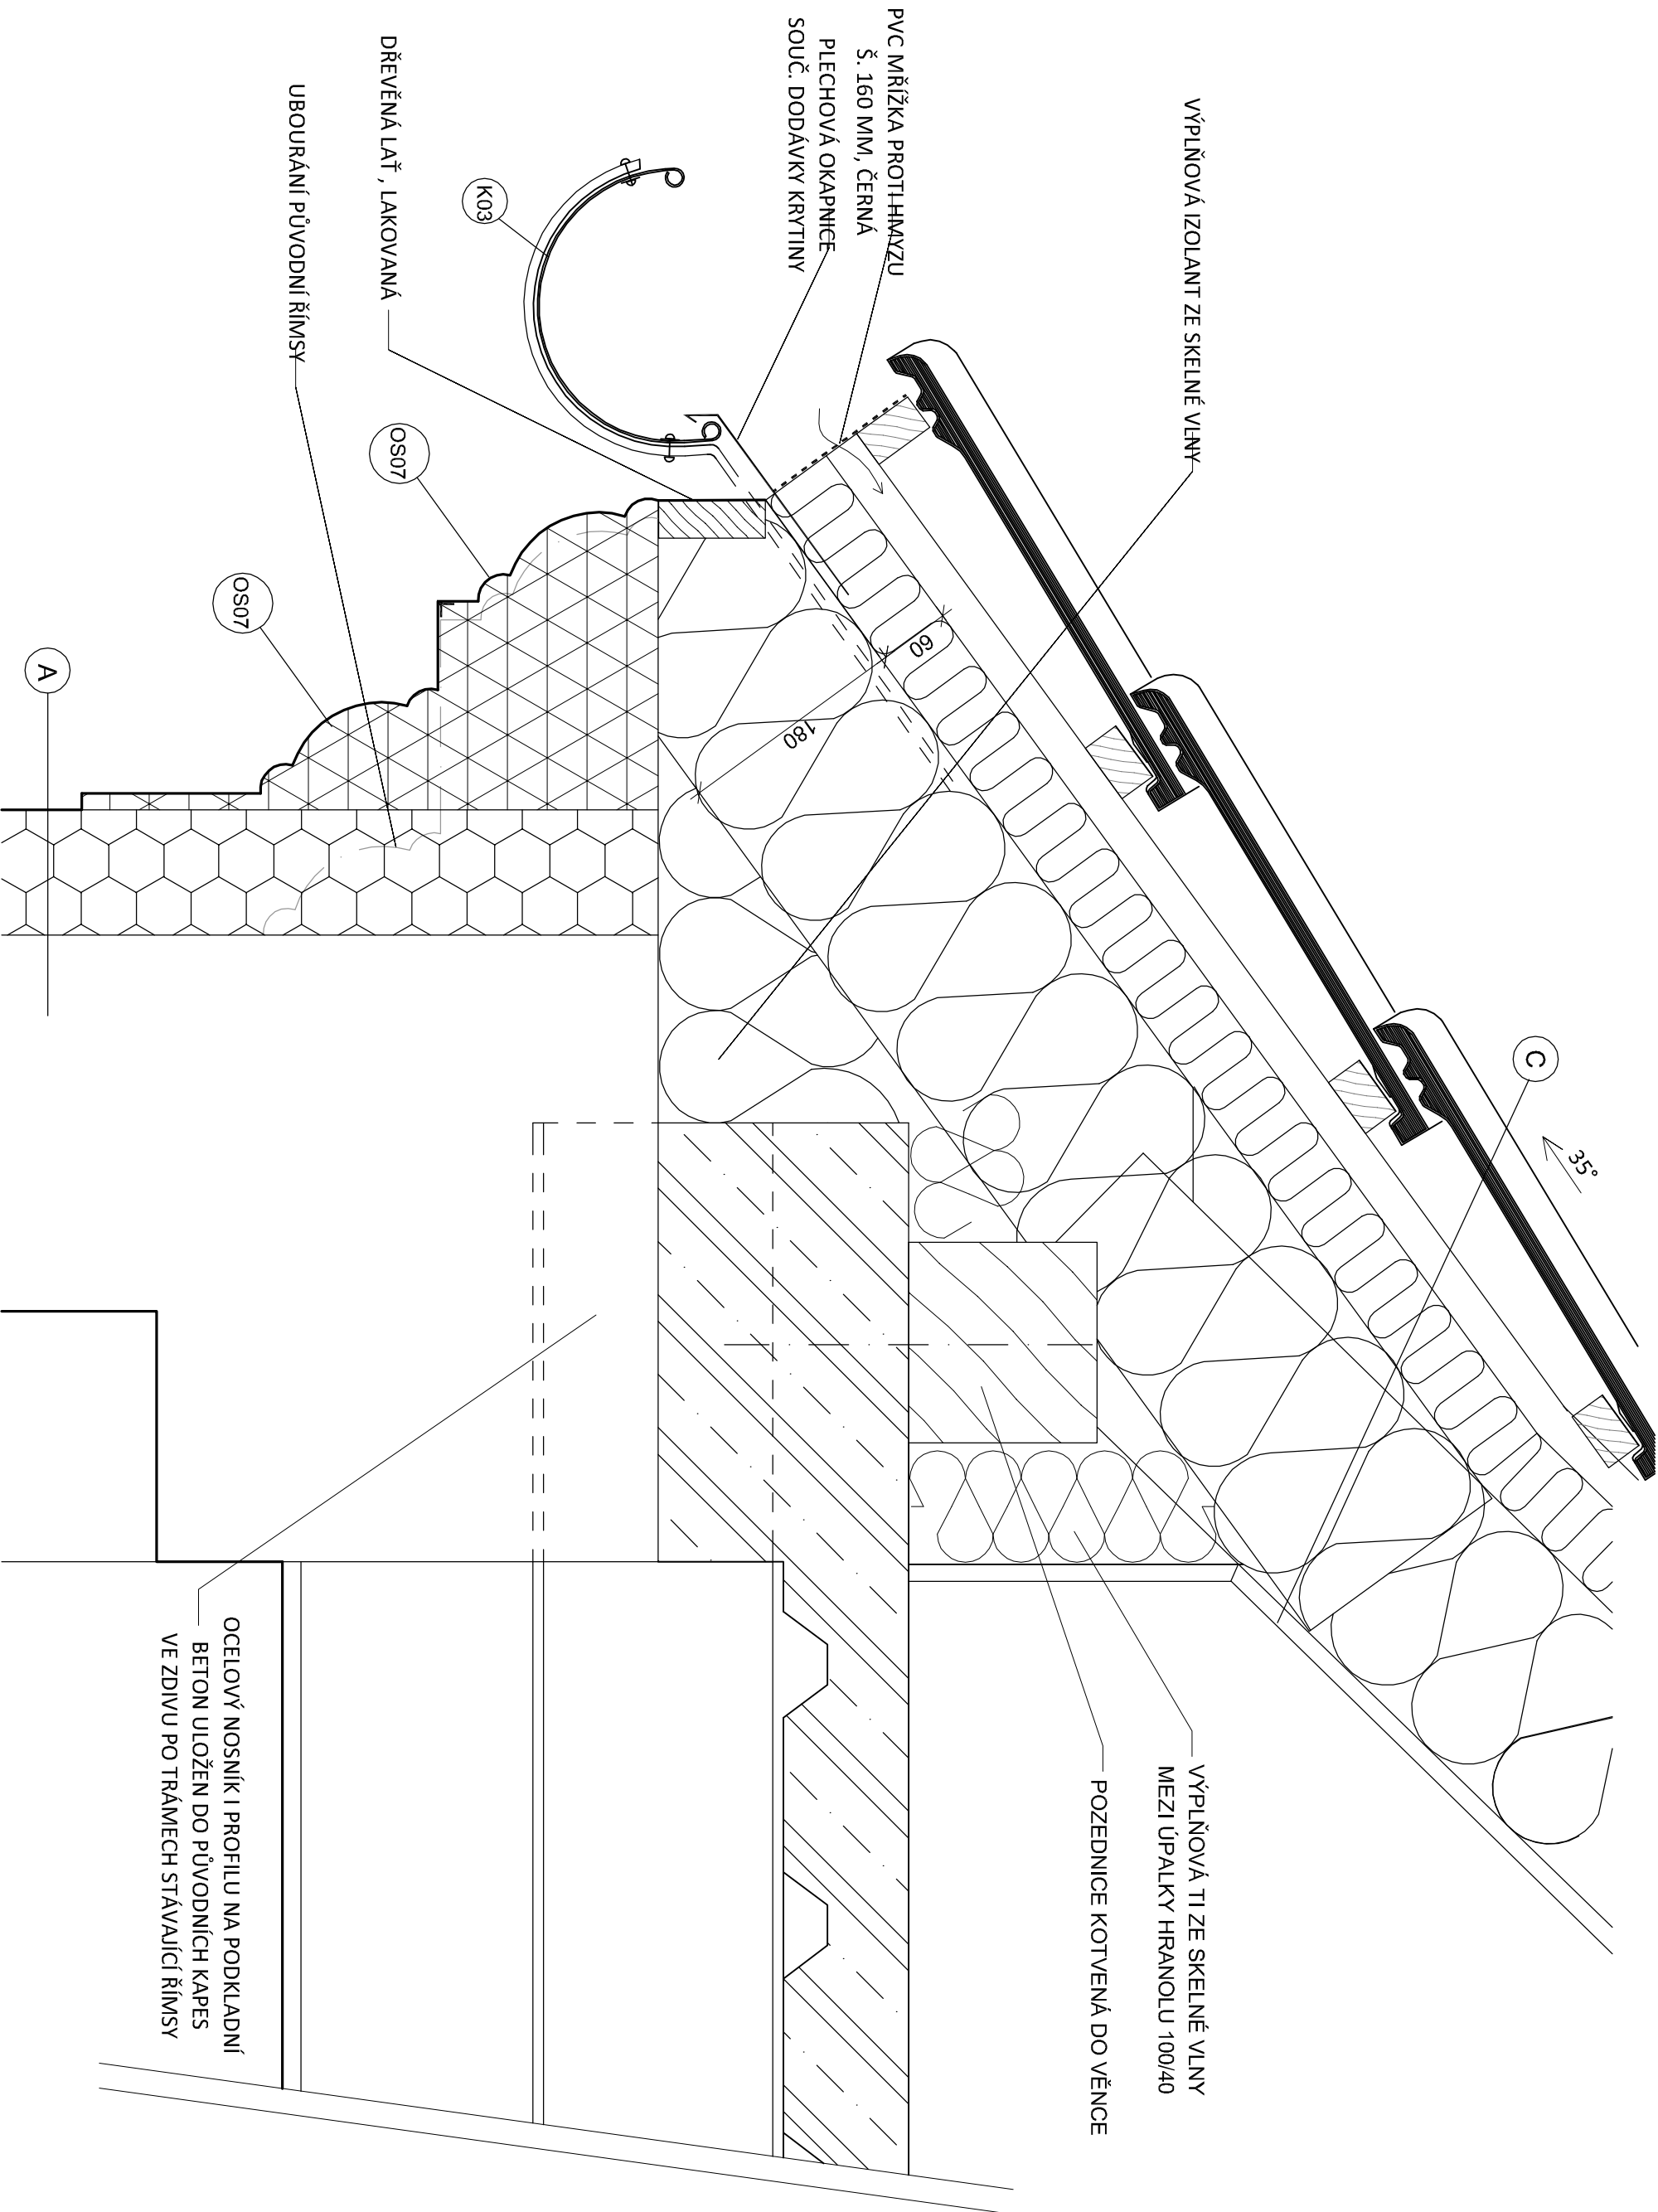 VÝPLŇOVÁ IZOLANT ZE SKELNÉ VLNY
PVC MŘÍŽKA PROTI HMYZU
Š. 160 MM, ČERNÁ
PLECHOVÁ OKAPNICE
SOUČ. DODÁVKY KRYTINY
DŘEVĚNÁ LAŤ , LAKOVANÁ
UBOURÁNÍ PŮVODNÍ ŘÍMSY
K03
OS07
OS07
A
C
35°
60
180
VÝPLŇOVÁ TI ZE SKELNÉ VLNY
MEZI ÚPALKY HRANOLU 100/40
POZEDNICE KOTVENÁ DO VĚNCE
OCELOVÝ NOSNÍK I PROFILU NA PODKLADNÍ
BETON ULOŽEN DO PŮVODNÍCH KAPES
VE ZDIVU PO TRÁMECH STÁVAJÍCÍ ŘÍMSY